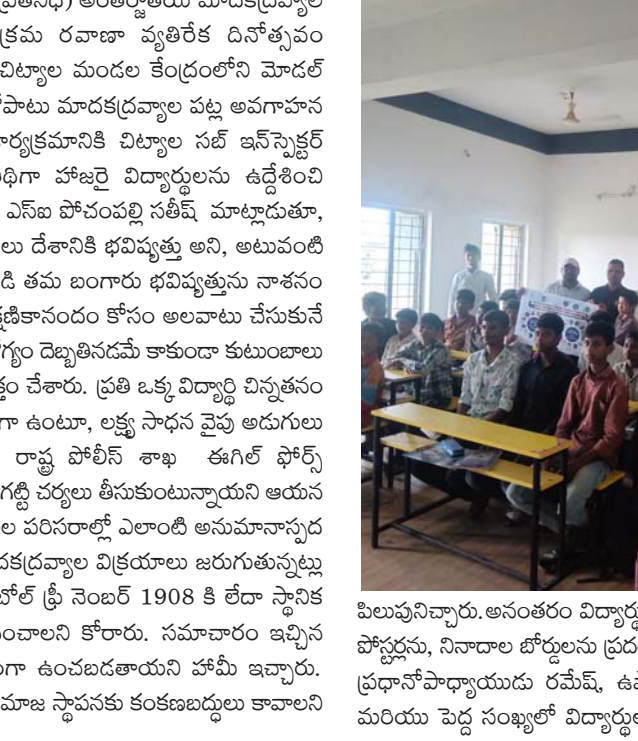 అంతర్జాతీయ మాదకద్రవ్యాల
క్రమ రవాణా వ్యతిరేక దినోత్సవం
చిట్యాల మండల కేంద్రంలోని మోడల్
పాటు మాదకద్రవ్యాల పట్ల అవగాహన
ర్యక్రమానికి చిట్యాల సబ్ ఇన్‌స్పెక్టర్
థిగా హాజరై విద్యార్థులను ఉద్దేశించి
ఎస్ఐ పోచంపల్లి సతీష్ మాట్లాడుతూ,
లు దేశానికి భవిష్యత్తు అని, అటువంటి
డి తమ బంగారు భవిష్యత్తును నాశనం
క్షణికానందం కోసం అలవాటు చేసుకునే
గ్యం దెబ్బతినడమే కాకుండా కుటుంబాలు
క్తం చేశారు. ప్రతి ఒక్క విద్యార్థి చిన్నతనం
గా ఉంటూ, లక్ష్య సాధన వైపు అడుగులు
రాష్ట్ర పోలీస్ శాఖ ఈగిల్ ఫోర్స్
గట్టి చర్యలు తీసుకుంటున్నాయని ఆయన
ల పరిసరాల్లో ఎలాంటి అనుమానాస్పద
దకద్రవ్యాల విక్రయాలు జరుగుతున్నట్లు
టోల్ ఫ్రీ నెంబర్ 1908 కి లేదా స్థానిక
ంచాలని కోరారు. సమాచారం ఇచ్చిన
ంగా ఉంచబడతాయని హామీ ఇచ్చారు.
మాజ స్థాపనకు కంకణబద్ధులు కావాలని
పిలుపునిచ్చారు.అనంతరం విద్యార్థు
పోస్టర్లను, నినాదాల బోర్డులను ప్రద
ప్రధానోపాధ్యాయుడు రమేష్, ఉపే
మరియు పెద్ద సంఖ్యలో విద్యార్థుల